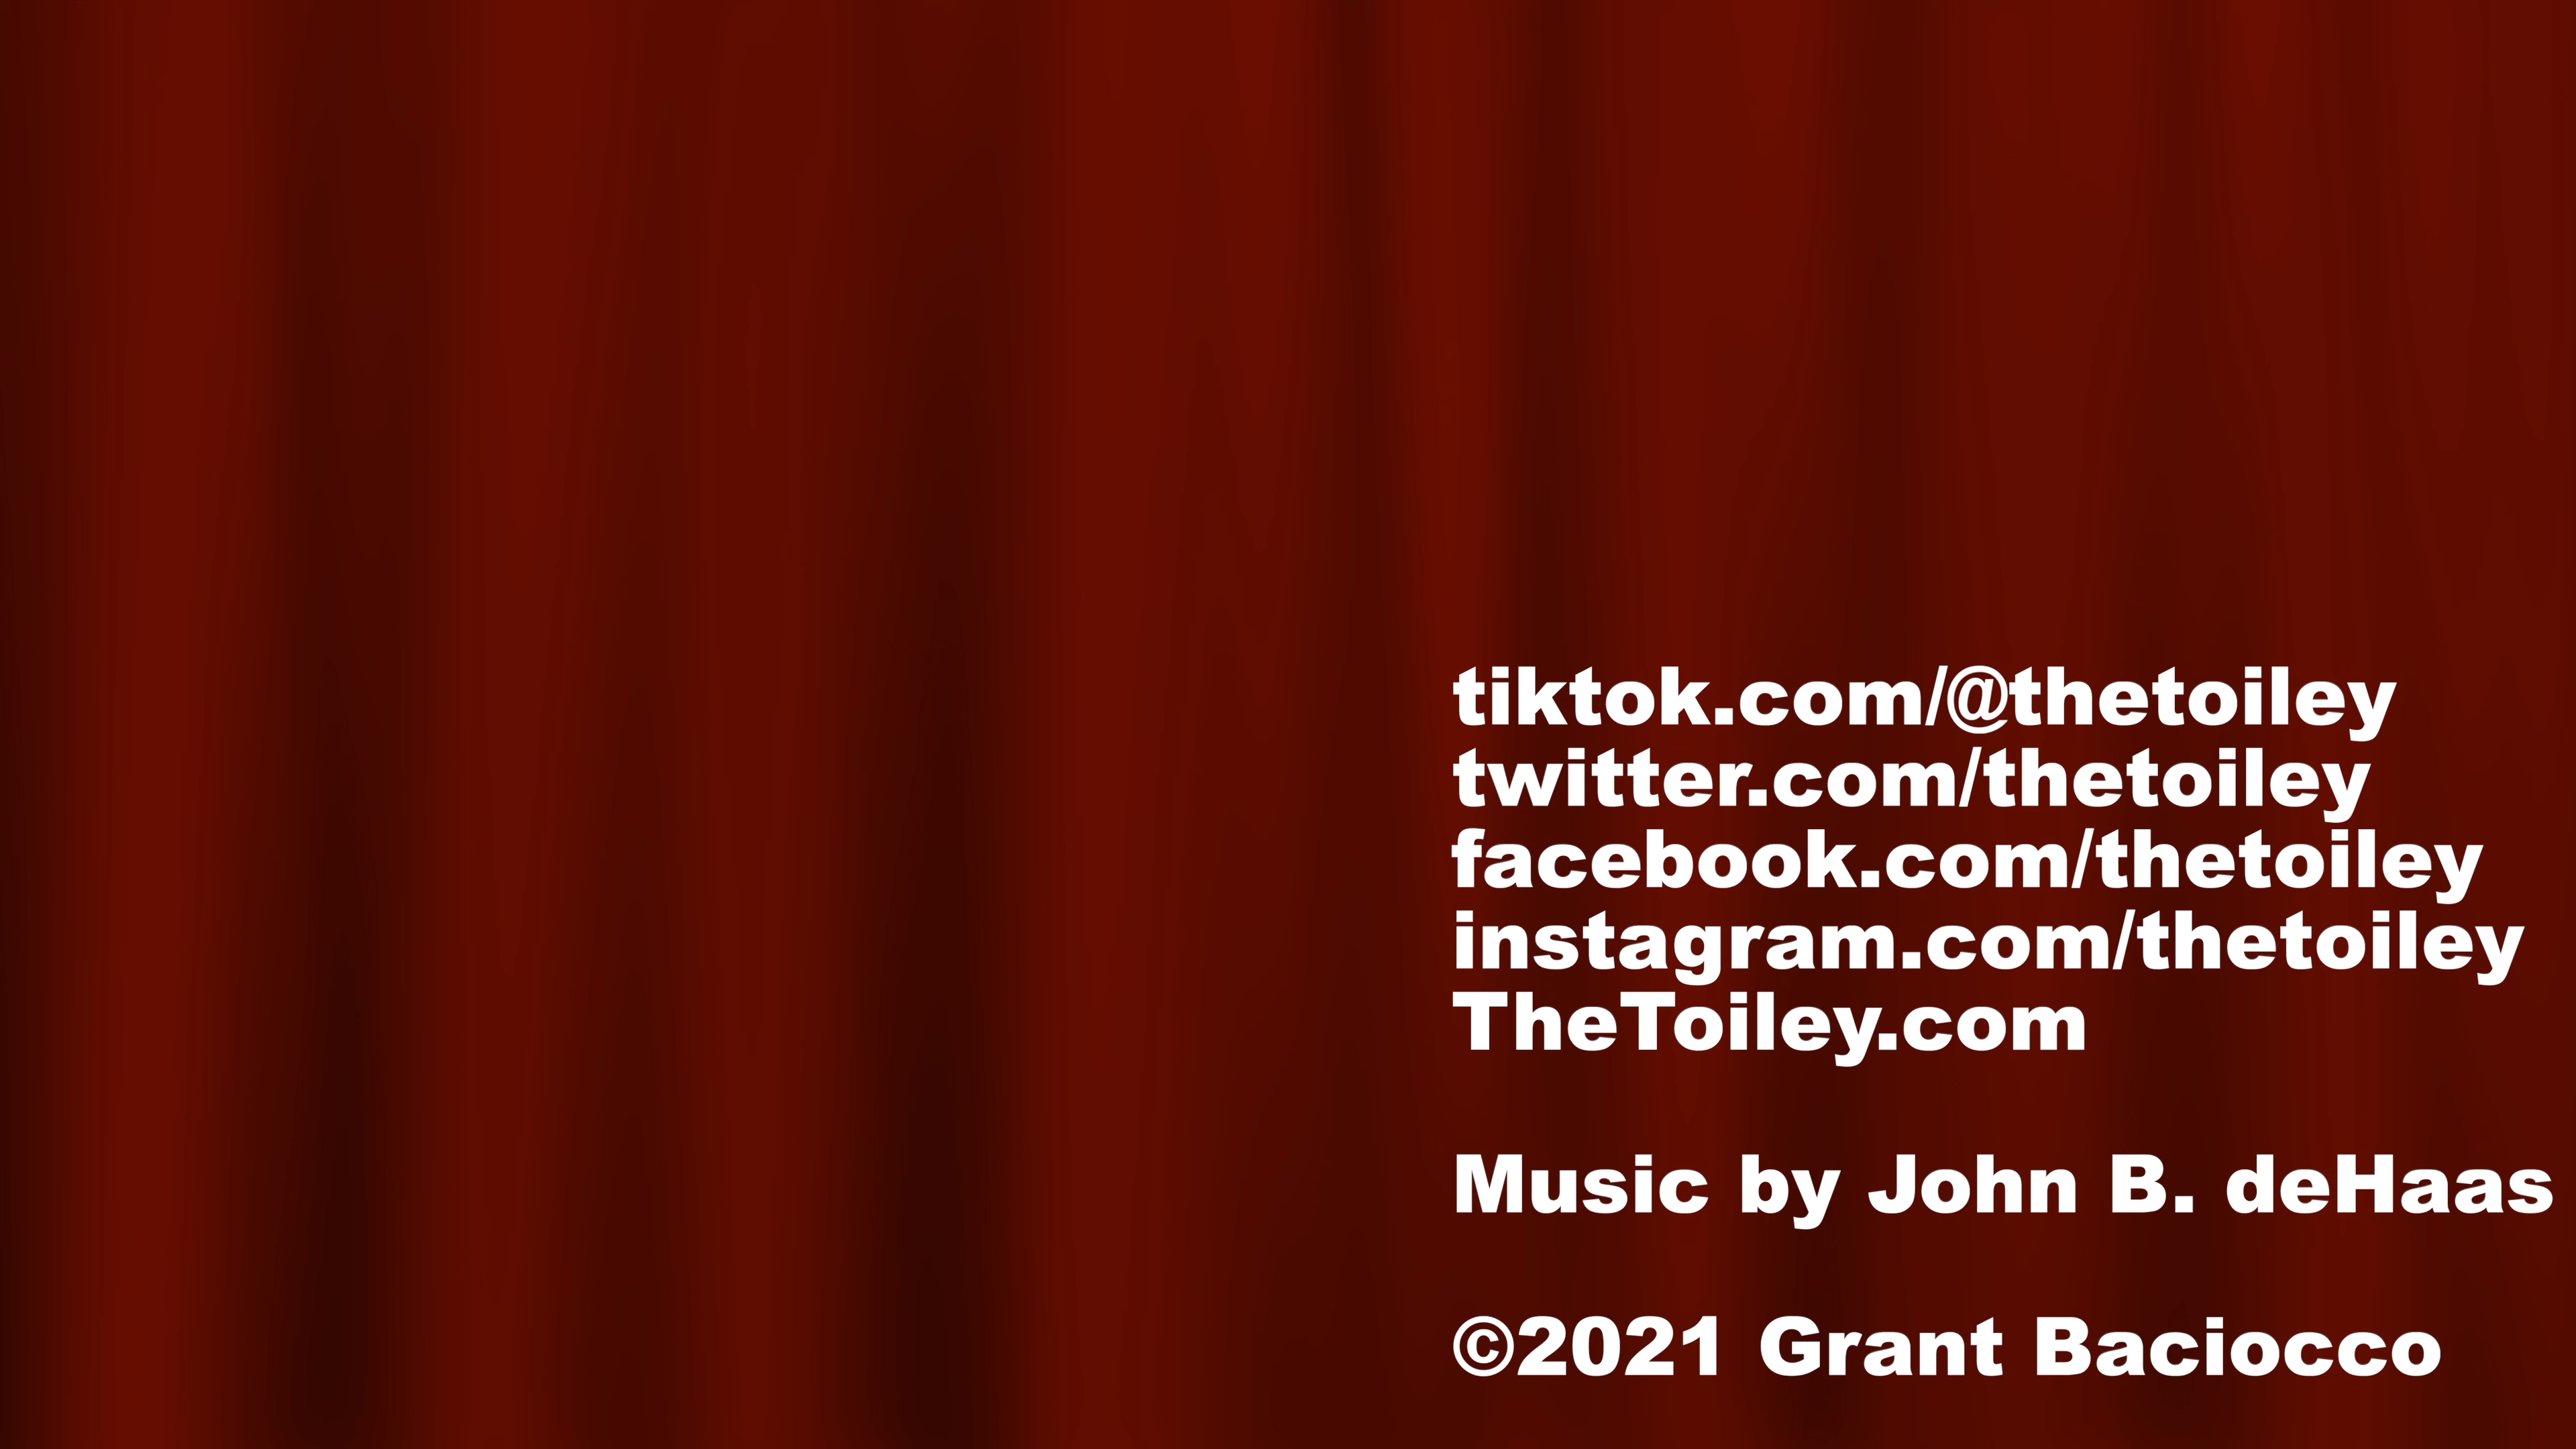 tiktok.com/@thetoiley
twitter.com/thetoiley
facebook.com/thetoiley
instagram.com/thetoiley
TheToiley.com
Music by John B. deHaas
©2021 Grant Baciocco